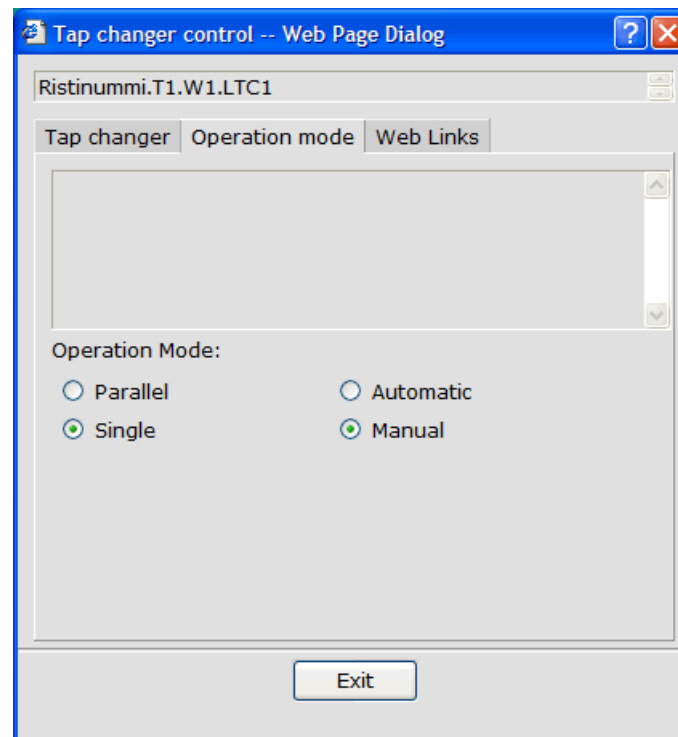 Tap changer control -- Web Page Dialog
Ristinummi.T1.W1.LTC1
Tap changer Operation mode Web Links
Operation Mode:
Parallel Automatic
Single Manual
Exit